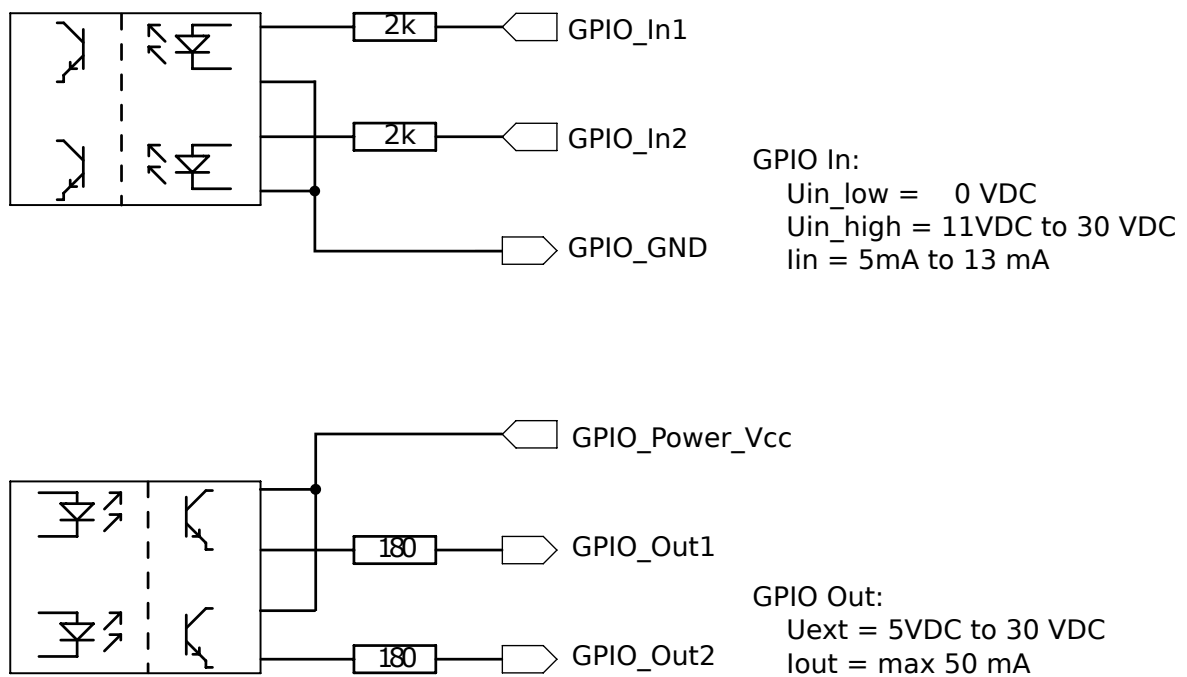 2k
GPIO_In1
2k
GPIO_In2
GPIO_GND
GPIO In:
Uin_low = 0 VDC
Uin_high = 11VDC to 30 VDC
Iin = 5mA to 13 mA
GPIO_Power_Vcc
180
GPIO_Out1
180
GPIO_Out2
GPIO Out:
Uext = 5VDC to 30 VDC
Iout = max 50 mA